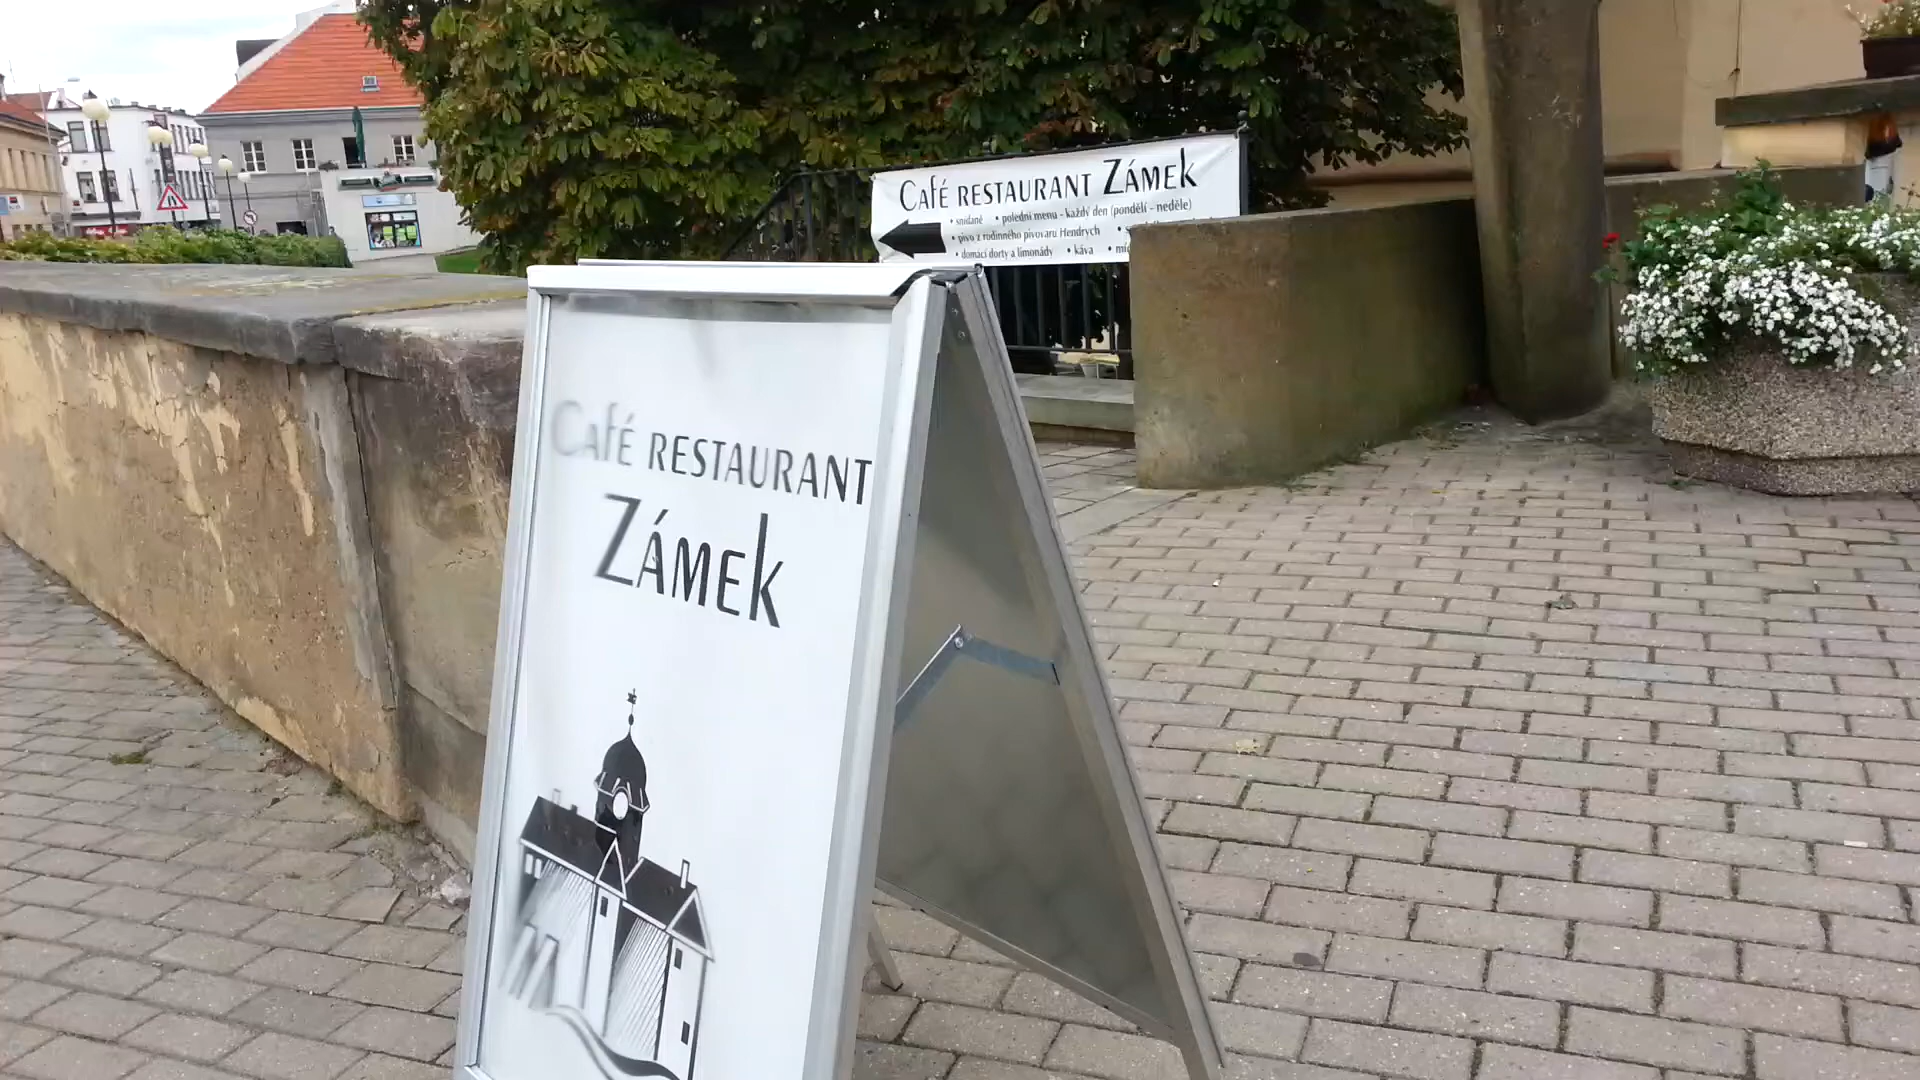 Café RESTAURANT ZÁMEK
• snídaně • polední menu - každý den (pondělí - neděle)
• pivo z rodinného pivovaru Hendrych
• domácí dorty a limonády • káva
Café RESTAURANT
ZÁMEK